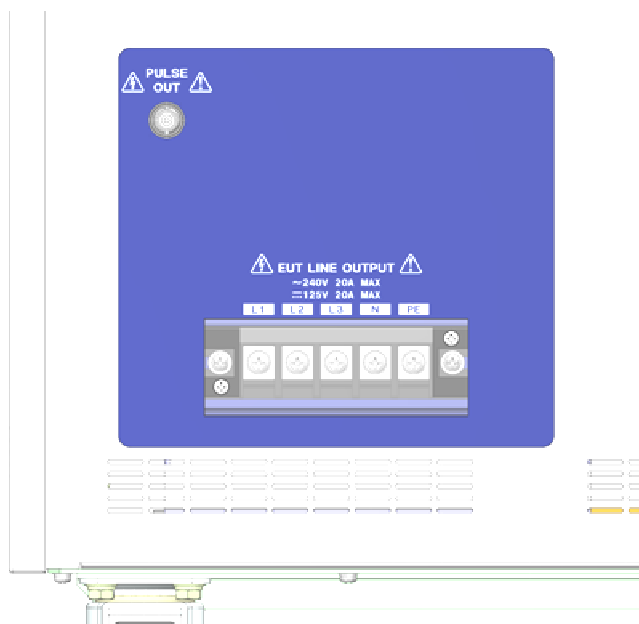 PULSE
OUT
EUT LINE OUTPUT
~240V 20A MAX
⎓125V 20A MAX
L1 L2 L3 N PE